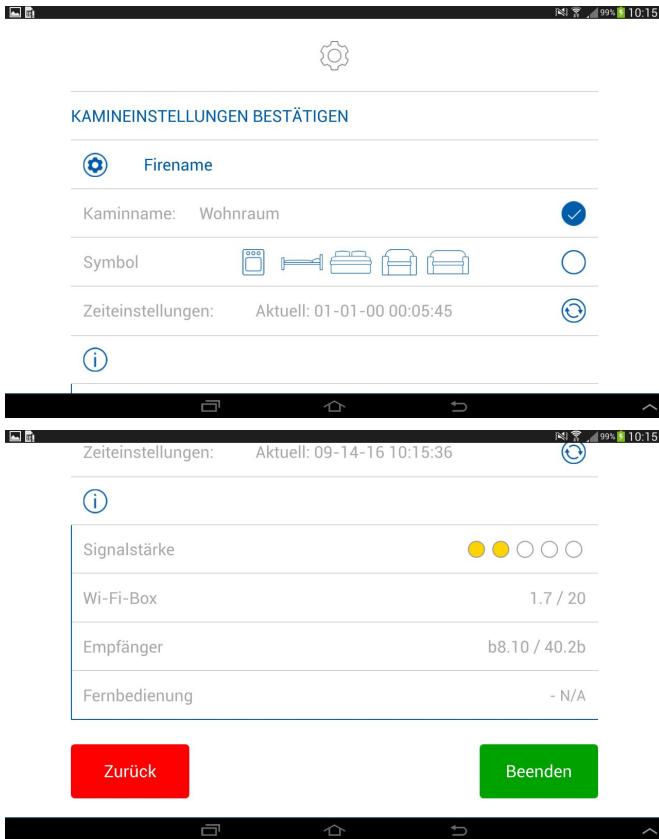 99% 10:15
KAMINEINSTELLUNGEN BESTÄTIGEN
Firename
Kaminname: Wohnraum
Symbol
Zeiteinstellungen: Aktuell: 01-01-00 00:05:45
99% 10:15
Zeiteinstellungen: Aktuell: 09-14-16 10:15:36
Signalstärke
Wi-Fi-Box 1.7 / 20
Empfänger b8.10 / 40.2b
Fernbedienung - N/A
Zurück Beenden